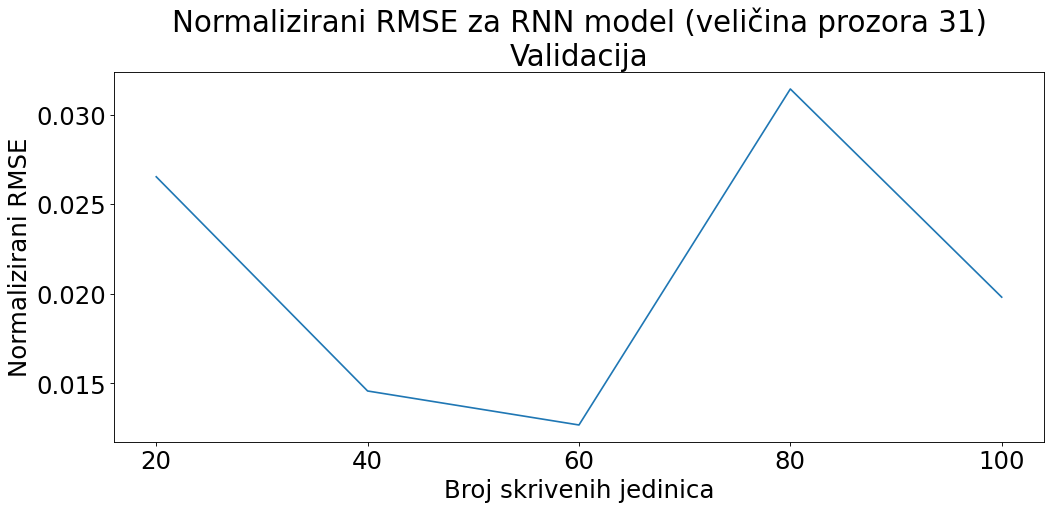 Normalizirani RMSE za RNN model (veličina prozora 31)
Validacija
0.030
0.025
0.020
0.015
Normalizirani RMSE
20 40 60 80 100
Broj skrivenih jedinica